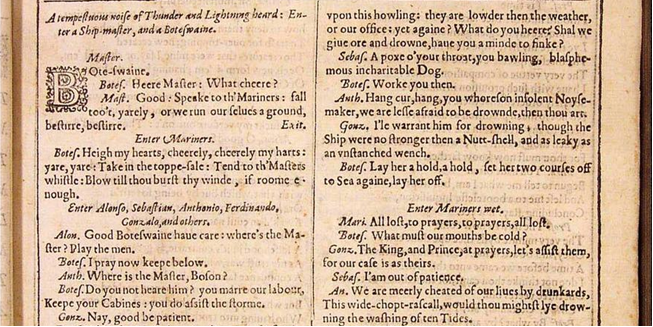 A tempestuous noise of Thunder and Lightning heard: En-
ter a Ship-master, and a Boteswaine.
Master.
BOte-swaine.
Botes. Heere Master: What cheere?
Mast. Good: Speake to th'Mariners: fall
too't, yarely, or we run our selues a ground,
bestirre, bestirre. Exit.
Enter Mariners.
Botes. Heigh my hearts, cheerely, cheerely my harts:
yare, yare: Take in the toppe-sale: Tend to th'Masters
whistle: Blow till thou burst thy winde, if roome e-
nough.
Enter Alonso, Sebastian, Anthonio, Ferdinando,
Gonzalo, and others.
Alon. Good Boteswaine haue care: where's the Ma-
ster? Play the men.
Botes. I pray now keepe below.
Anth. Where is the Master, Boson?
Botes. Do you not heare him? you marre our labour,
Keepe your Cabines: you do assist the storme.
Gonz. Nay, good be patient.
vpon this howling: they are lowder then the weather,
or our office: yet againe? What do you heere? Shal we
giue ore and drowne, haue you a minde to sinke?
Sebas. A poxe o'your throat, you bawling, blasphe-
mous incharitable Dog.
Botes. Worke you then.
Anth. Hang cur, hang, you whoreson insolent Noyse-
maker, we are lesse afraid to be drownde, then thou art.
Gonz. I'le warrant him for drowning, though the
Ship were no stronger then a Nutt-shell, and as leaky as
an vnstanched wench.
Botes. Lay her a hold, a hold, set her two courses off
to Sea againe, lay her off.
Enter Mariners wet.
Mari. All lost, to prayers, to prayers, all lost.
Botes. What must our mouths be cold?
Gonz. The King, and Prince, at prayers, let's assist them,
for our case is as theirs.
Sebas. I'am out of patience.
An. We are meerly cheated of our liues by drunkards,
This wide-chopt-rascall, would thou mightst lye drow-
ning the washing of ten Tides.